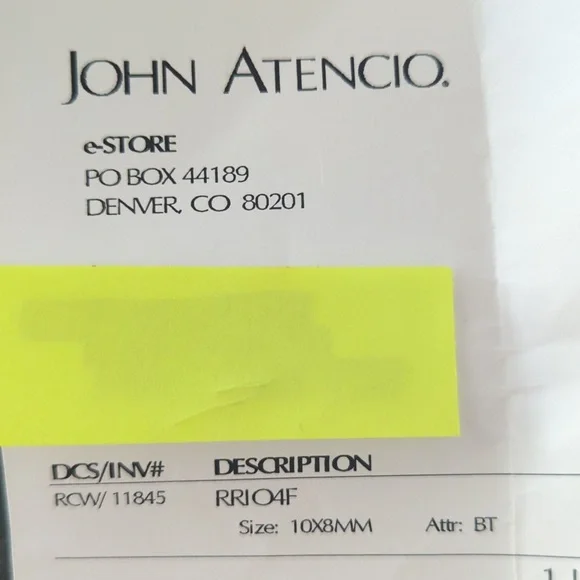 JOHN ATENCIO.
e-STORE
PO BOX 44189
DENVER, CO 80201
DCS/INV# DESCRIPTION
RCW/ 11845 RRIO4F
Size: 10X8MM Attr: BT